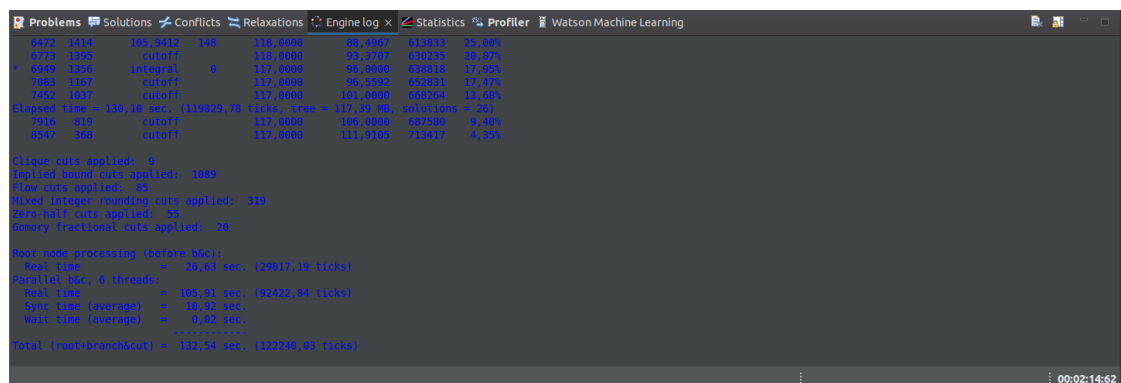 Problems Solutions Conflicts Relaxations Engine log × Statistics Profiler Watson Machine Learning
6472 1414 105,9412 148 118,0000 88,4967 613833 25,00%
6773 1395 cutoff 118,0000 93,3707 630235 20,87%
* 6949 1356 integral 0 117,0000 96,0000 638818 17,95%
7083 1167 cutoff 117,0000 96,5592 652831 17,47%
7452 1037 cutoff 117,0000 101,0000 668264 13,68%
Elapsed time = 130,10 sec. (119829,78 ticks, tree = 117,39 MB, solutions = 26)
7916 819 cutoff 117,0000 106,0000 687580 9,40%
8547 368 cutoff 117,0000 111,9105 713417 4,35%
Clique cuts applied: 9
Implied bound cuts applied: 1089
Flow cuts applied: 85
Mixed integer rounding cuts applied: 319
Zero-half cuts applied: 55
Gomory fractional cuts applied: 20
Root node processing (before b&c):
Real time = 26,63 sec. (29817,19 ticks)
Parallel b&c, 6 threads:
Real time = 105,91 sec. (92422,84 ticks)
Sync time (average) = 10,92 sec.
Wait time (average) = 0,02 sec.
------------
Total (root+branch&cut) = 132,54 sec. (122240,03 ticks)
00:02:14:62